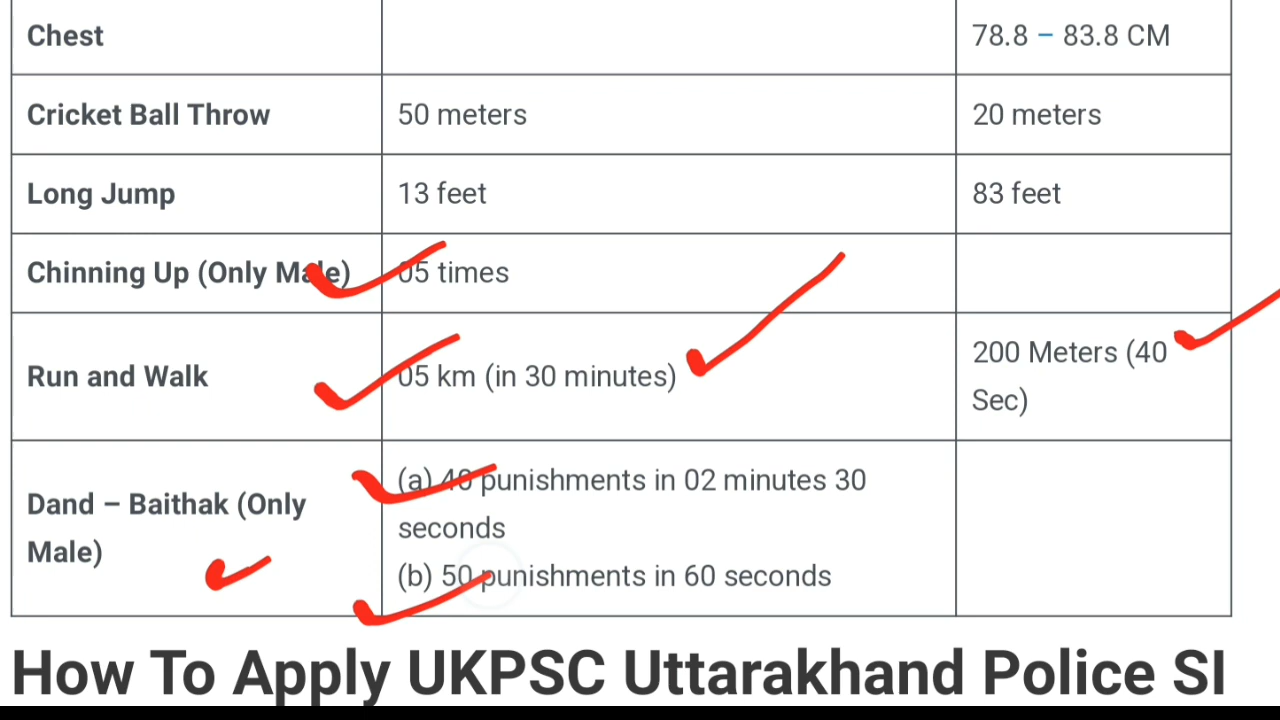 Chest 78.8 – 83.8 CM
Cricket Ball Throw 50 meters 20 meters
Long Jump 13 feet 83 feet
Chinning Up (Only Male) 05 times
Run and Walk 05 km (in 30 minutes) 200 Meters (40
Sec)
Dand – Baithak (Only
Male)
(a) 40 punishments in 02 minutes 30
seconds
(b) 50 punishments in 60 seconds
How To Apply UKPSC Uttarakhand Police SI